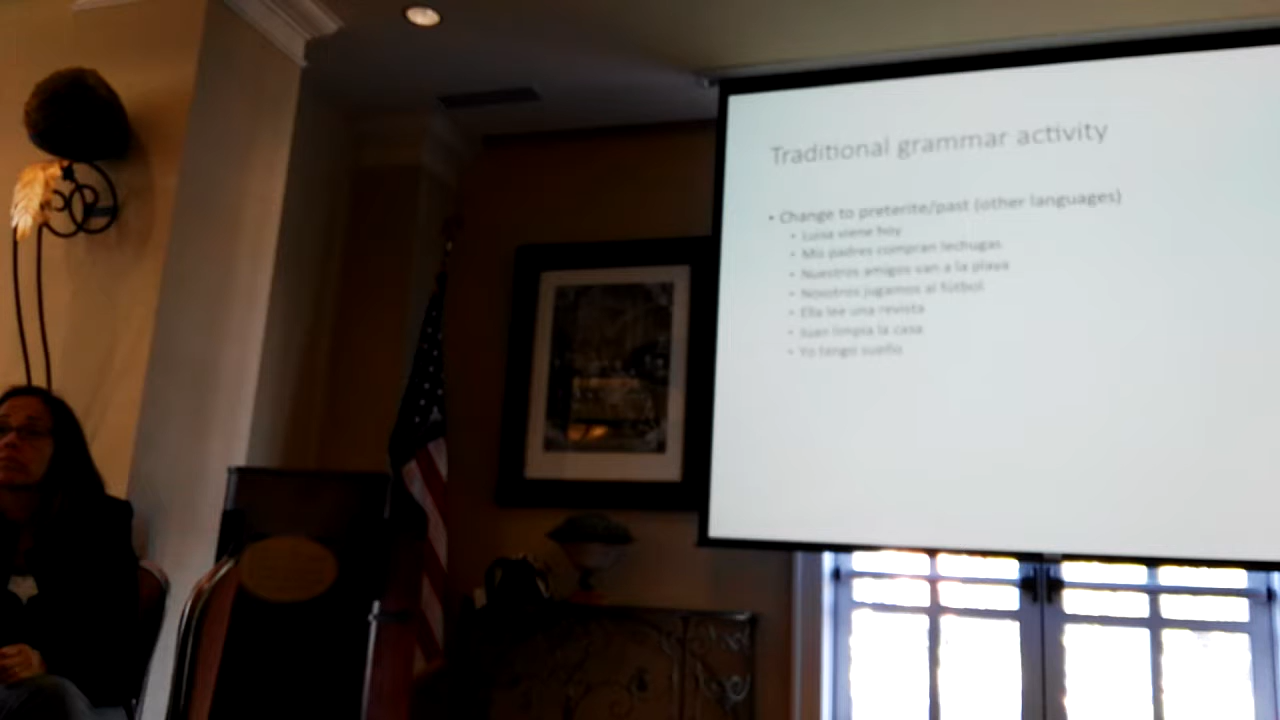 Traditional grammar activity
• Change to preterite/past (other languages)
• Luisa viene hoy
• Mis padres compran lechugas
• Nuestros amigos van a la playa
• Nosotros jugamos al fútbol
• Ella lee una revista
• Juan limpia la casa
• Yo tengo sueño